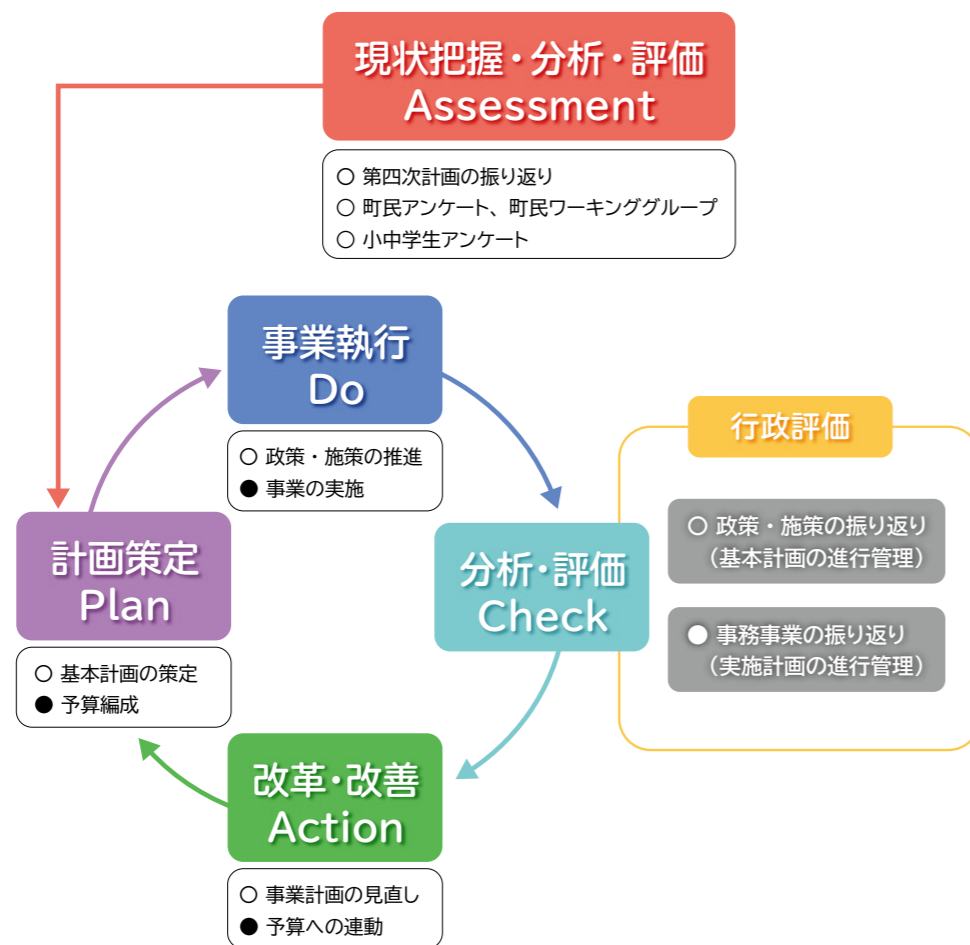 現状把握・分析・評価
Assessment
○ 第四次計画の振り返り
○ 町民アンケート、町民ワーキンググループ
○ 小中学生アンケート
事業執行
Do
○ 政策・施策の推進
● 事業の実施
行政評価
○ 政策・施策の振り返り
（基本計画の進行管理）
● 事務事業の振り返り
（実施計画の進行管理）
計画策定
Plan
○ 基本計画の策定
● 予算編成
分析・評価
Check
改革・改善
Action
○ 事業計画の見直し
● 予算への連動